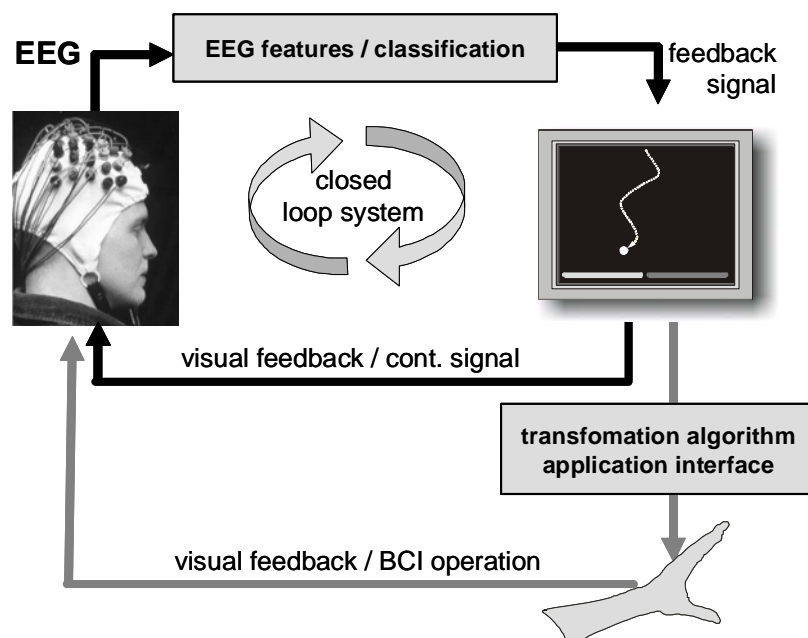 EEG
EEG features / classification
feedback
signal
closed
loop system
visual feedback / cont. signal
transfomation algorithm
application interface
visual feedback / BCI operation